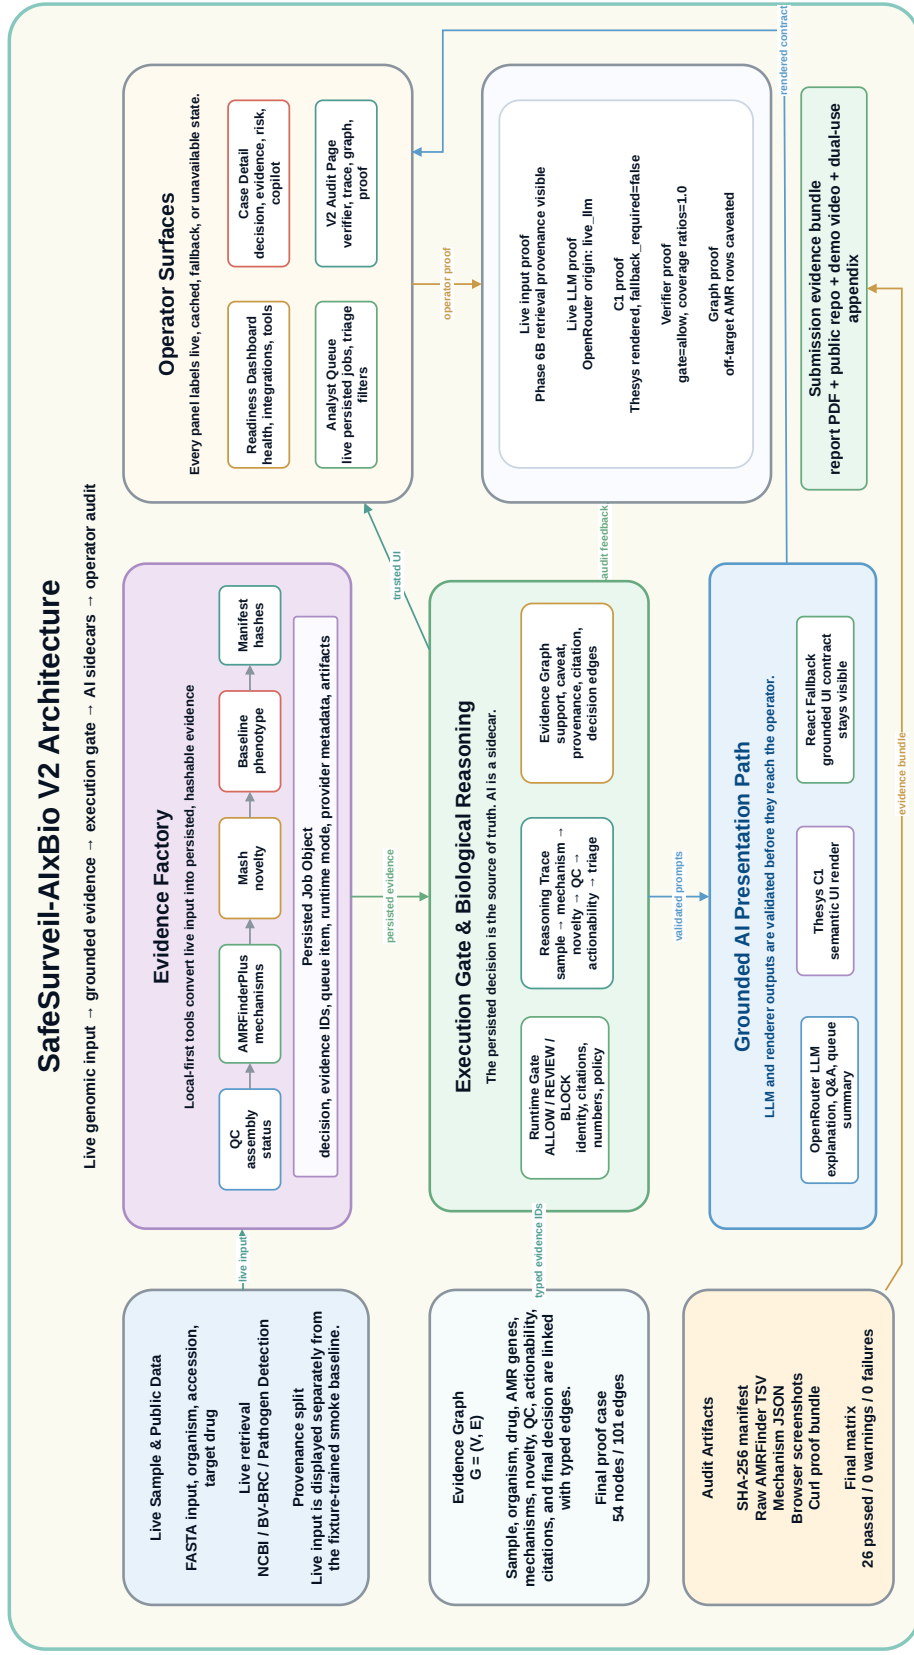 SafeSurveil-AIxBio V2 Architecture
Live genomic input → grounded evidence → execution gate → AI sidecars → operator audit
Live Sample & Public Data
FASTA input, organism, accession,
target drug
Live retrieval
NCBI / BV-BRC / Pathogen Detection
Provenance split
Live input is displayed separately from
the fixture-trained smoke baseline.
live input
Evidence Factory
Local-first tools convert live input into persisted, hashable evidence
QC
assembly
status
AMRFinderPlus
mechanisms
Mash
novelty
Baseline
phenotype
Manifest
hashes
Persisted Job Object
decision, evidence IDs, queue item, runtime mode, provider metadata, artifacts
trusted UI
Operator Surfaces
Every panel labels live, cached, fallback, or unavailable state.
Readiness Dashboard
health, integrations, tools
Case Detail
decision, evidence, risk,
copilot
Analyst Queue
live persisted jobs, triage
filters
V2 Audit Page
verifier, trace, graph,
proof
persisted evidence
operator proof
Evidence Graph
G = (V, E)
Sample, organism, drug, AMR genes,
mechanisms, novelty, QC, actionability,
citations, and final decision are linked
with typed edges.
Final proof case
54 nodes / 101 edges
typed evidence IDs
Execution Gate & Biological Reasoning
The persisted decision is the source of truth. AI is a sidecar.
Runtime Gate
ALLOW / REVIEW /
BLOCK
identity, citations,
numbers, policy
Reasoning Trace
sample → mechanism →
novelty → QC →
actionability → triage
Evidence Graph
support, caveat,
provenance, citation,
decision edges
audit feedback
Live input proof
Phase 6B retrieval provenance visible
Live LLM proof
OpenRouter origin: live_llm
C1 proof
Thesys rendered, fallback_required=false
Verifier proof
gate=allow, coverage ratios=1.0
Graph proof
off-target AMR rows caveated
validated prompts
rendered contract
Audit Artifacts
SHA-256 manifest
Raw AMRFinder TSV
Mechanism JSON
Browser screenshots
Curl proof bundle
Final matrix
26 passed / 0 warnings / 0 failures
Grounded AI Presentation Path
LLM and renderer outputs are validated before they reach the operator.
OpenRouter LLM
explanation, Q&A, queue
summary
Thesys C1
semantic UI render
React Fallback
grounded UI contract
stays visible
Submission evidence bundle
report PDF + public repo + demo video + dual-use
appendix
evidence bundle